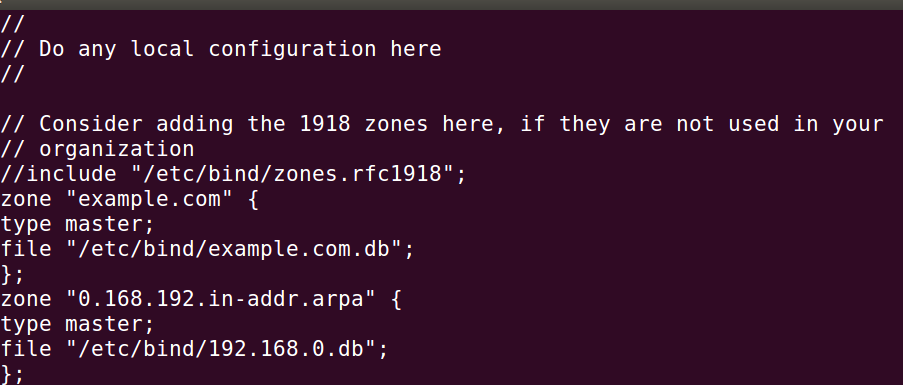 //
// Do any local configuration here
//
// Consider adding the 1918 zones here, if they are not used in your
// organization
//include "/etc/bind/zones.rfc1918";
zone "example.com" {
type master;
file "/etc/bind/example.com.db";
};
zone "0.168.192.in-addr.arpa" {
type master;
file "/etc/bind/192.168.0.db";
};